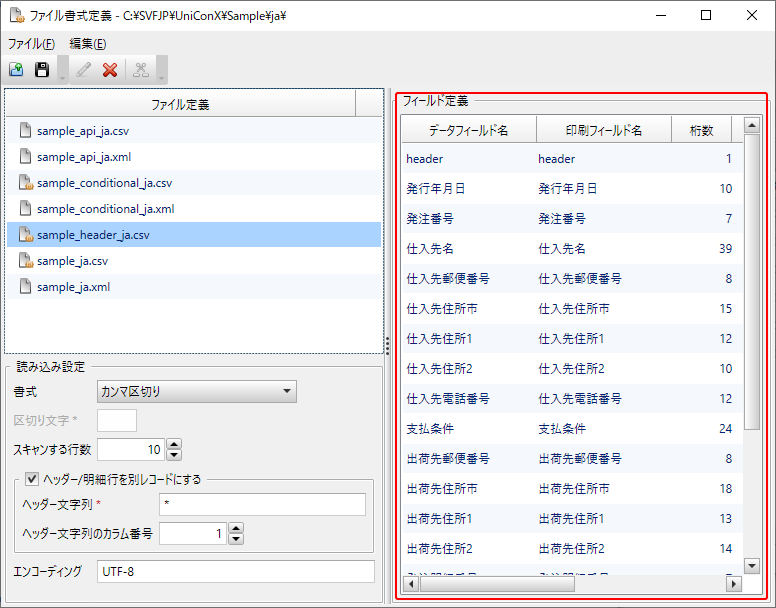 ファイル書式定義 - C:¥SVFJP¥UniConX¥Sample¥ja¥
ファイル(F) 編集(E)
ファイル定義
sample_api_ja.csv
sample_api_ja.xml
sample_conditional_ja.csv
sample_conditional_ja.xml
sample_header_ja.csv
sample_ja.csv
sample_ja.xml
読み込み設定
書式 カンマ区切り
区切り文字 *
スキャンする行数 10
ヘッダー/明細行を別レコードにする
ヘッダー文字列 * *
ヘッダー文字列のカラム番号 1
エンコーディング UTF-8
フィールド定義
データフィールド名 印刷フィールド名 桁数
header header 1
発行年月日 発行年月日 10
発注番号 発注番号 7
仕入先名 仕入先名 39
仕入先郵便番号 仕入先郵便番号 8
仕入先住所市 仕入先住所市 15
仕入先住所1 仕入先住所1 12
仕入先住所2 仕入先住所2 10
仕入先電話番号 仕入先電話番号 12
支払条件 支払条件 24
出荷先郵便番号 出荷先郵便番号 8
出荷先住所市 出荷先住所市 18
出荷先住所1 出荷先住所1 13
出荷先住所2 出荷先住所2 14